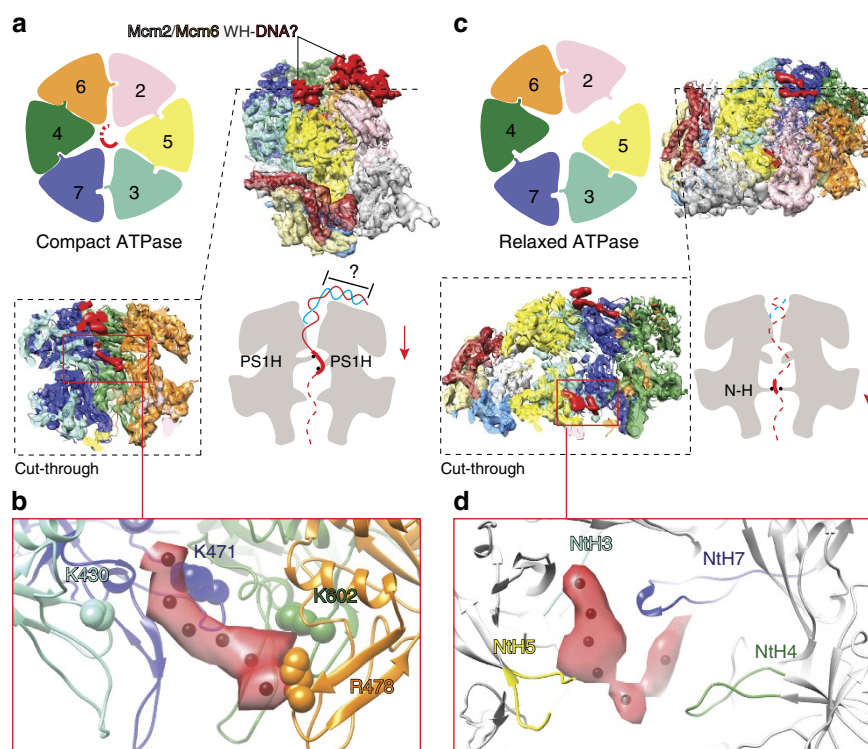 a
Mcm2/Mcm6 WH-DNA?
6
2
4
5
7
3
Compact ATPase
?
PS1H
PS1H
Cut-through
c
6
2
4
5
7
3
Relaxed ATPase
N-H
Cut-through
b
K430
K471
K602
R478
d
NtH3
NtH7
NtH5
NtH4